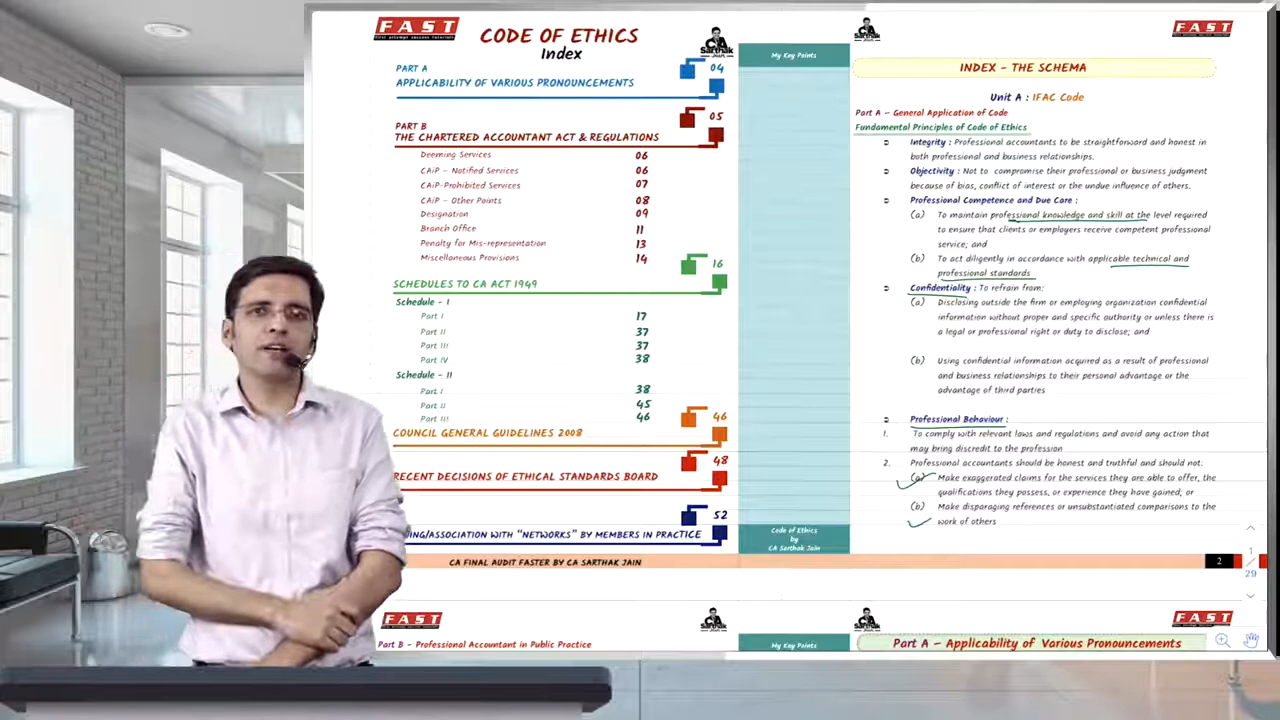 FAST
First attempt success tutorials
CODE OF ETHICS
Index
Sarthak
PART A
APPLICABILITY OF VARIOUS PRONOUNCEMENTS
04
PART B
THE CHARTERED ACCOUNTANT ACT & REGULATIONS
05
Deeming Services 06
CAiP - Notified Services 06
CAiP-Prohibited Services 07
CAiP - Other Points 08
Designation 09
Branch Office 11
Penalty for Mis-representation 13
Miscellaneous Provisions 14
SCHEDULES TO CA ACT 1949
16
Schedule - I
Part I 17
Part II 37
Part III 37
Part IV 38
Schedule - II
Part I 38
Part II 45
Part III 46
COUNCIL GENERAL GUIDELINES 2008
46
RECENT DECISIONS OF ETHICAL STANDARDS BOARD
48
ING/ASSOCIATION WITH "NETWORKS" BY MEMBERS IN PRACTICE
52
CA FINAL AUDIT FASTER BY CA SARTHAK JAIN
My Key Points
Code of Ethics
by
CA Sarthak Jain
Sarthak
FAST
INDEX - THE SCHEMA
Unit A : IFAC Code
Part A - General Application of Code
Fundamental Principles of Code of Ethics
Integrity : Professional accountants to be straightforward and honest in
both professional and business relationships.
Objectivity : Not to compromise their professional or business judgment
because of bias, conflict of interest or the undue influence of others.
Professional Competence and Due Care :
(a) To maintain professional knowledge and skill at the level required
to ensure that clients or employers receive competent professional
service; and
(b) To act diligently in accordance with applicable technical and
professional standards
Confidentiality : To refrain from:
(a) Disclosing outside the firm or employing organization confidential
information without proper and specific authority or unless there is
a legal or professional right or duty to disclose; and
(b) Using confidential information acquired as a result of professional
and business relationships to their personal advantage or the
advantage of third parties
Professional Behaviour :
1. To comply with relevant laws and regulations and avoid any action that
may bring discredit to the profession
2. Professional accountants should be honest and truthful and should not:
(a) Make exaggerated claims for the services they are able to offer, the
qualifications they possess, or experience they have gained; or
(b) Make disparaging references or unsubstantiated comparisons to the
work of others
2
1
/
29
FAST
Sarthak
Part B - Professional Accountant in Public Practice
My Key Points
Sarthak
FAST
Part A - Applicability of Various Pronouncements